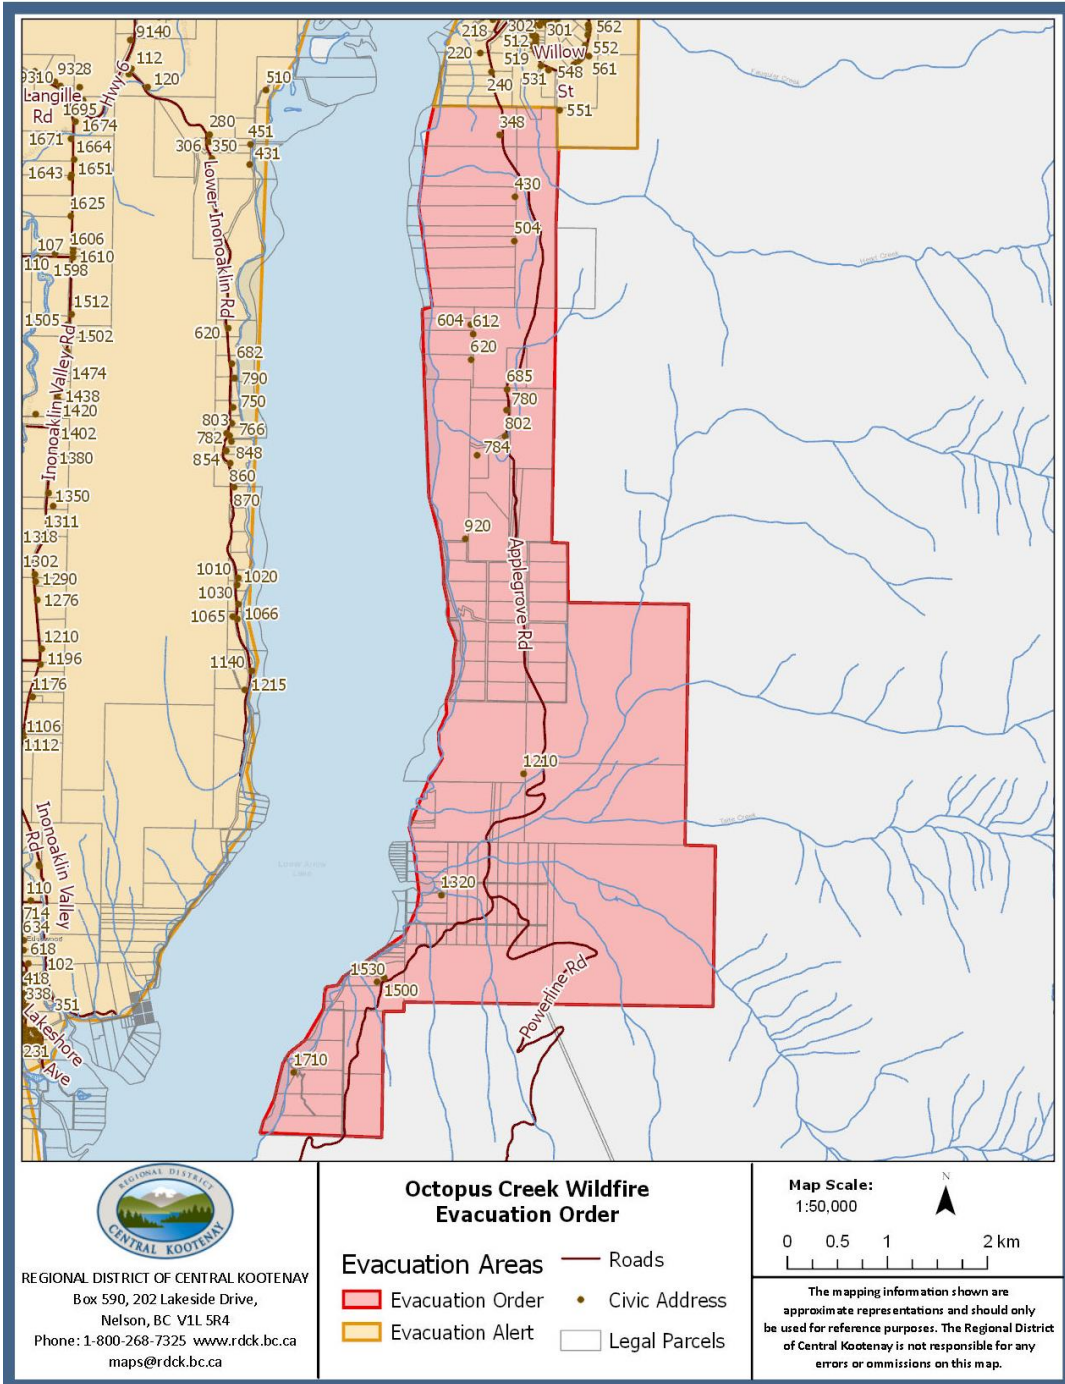 9140
112
9328
9310
120
Hwy 6
Langille
Rd
1695
1674
1671
1664
1643
1651
1625
107
1606
1610
110
1598
1512
1505
1502
Inonoaklin Valley Rd
1474
1438
1420
1402
1380
1350
1311
1318
1302
1290
1276
1210
1196
1176
1106
1112
Inonoaklin Valley
Rd
110
714
634
618
102
418
338
351
Lakeshore
Ave
231
510
280
451
306
350
431
Lower Inonoaklin Rd
620
682
790
750
803
766
782
848
854
860
870
1010
1020
1030
1065
1066
1140
1215
218
302
301
562
512
220
519
Willow
St
552
531
548
561
240
551
348
430
504
604
612
620
685
780
802
784
920
Applegrove Rd
1210
1320
1530
1500
Powerline Rd
1710
Lower Arrow
Lake
Taite Creek
REGIONAL DISTRICT
CENTRAL KOOTENAY
REGIONAL DISTRICT OF CENTRAL KOOTENAY
Box 590, 202 Lakeside Drive,
Nelson, BC V1L 5R4
Phone: 1-800-268-7325 www.rdck.bc.ca
maps@rdck.bc.ca
Octopus Creek Wildfire
Evacuation Order
Evacuation Areas
Evacuation Order
Evacuation Alert
Roads
Civic Address
Legal Parcels
Map Scale:
1:50,000
N
0 0.5 1 2 km
The mapping information shown are
approximate representations and should only
be used for reference purposes. The Regional District
of Central Kootenay is not responsible for any
errors or ommissions on this map.